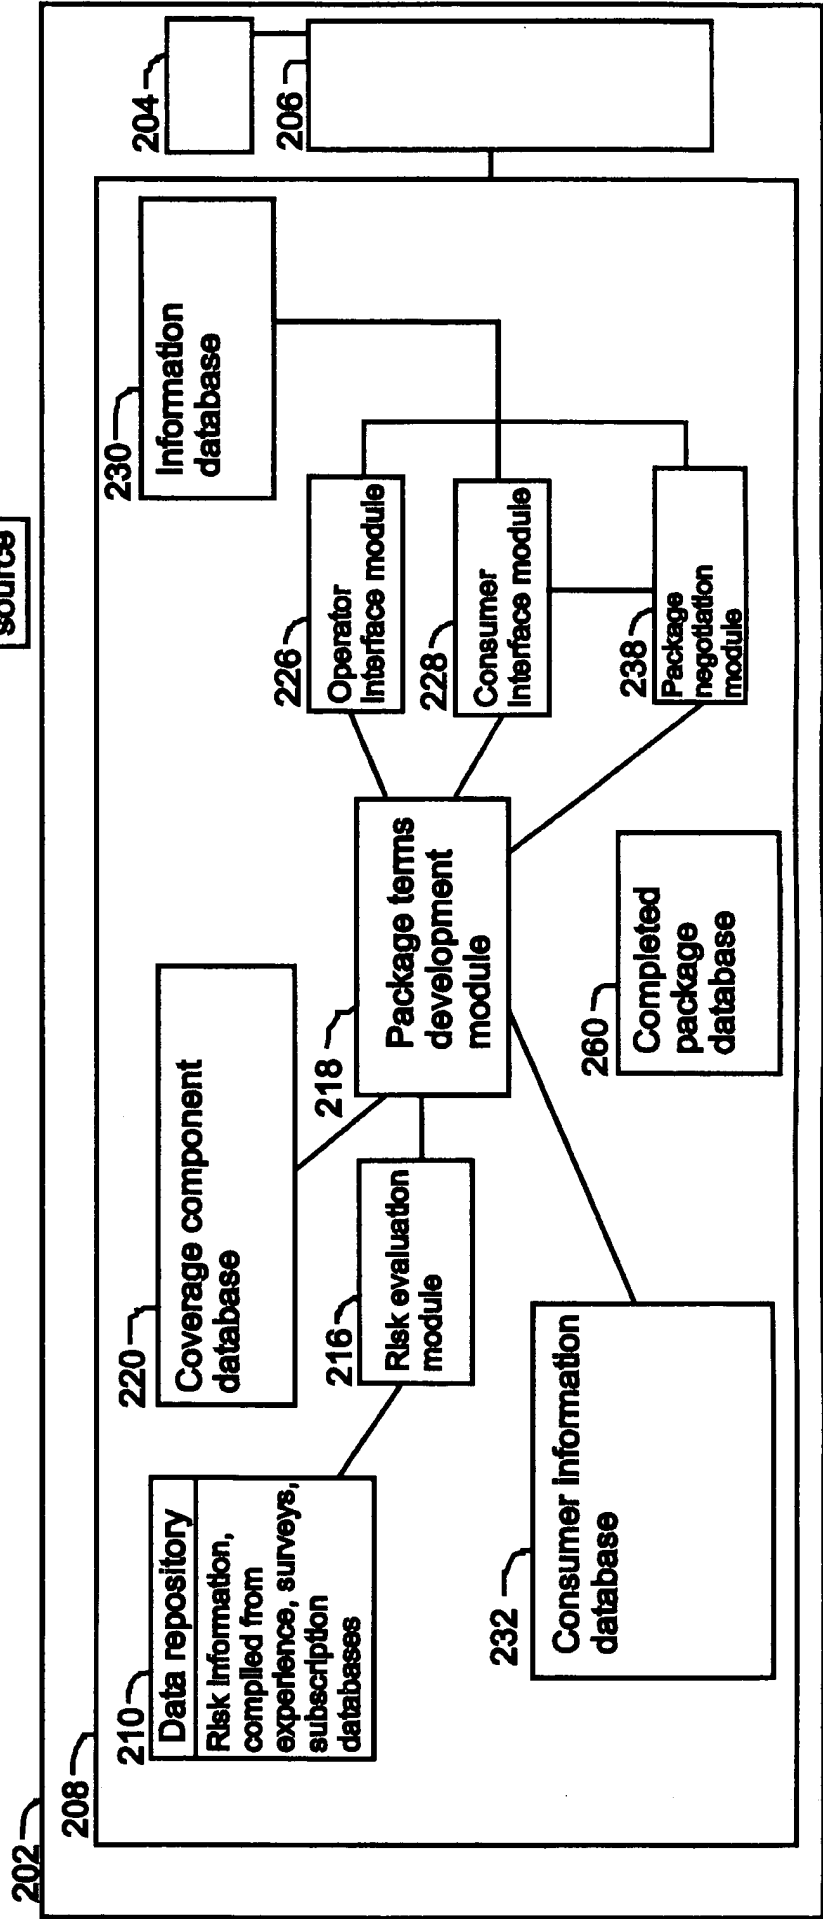 source
202
208
210
Data repository
Risk information,
compiled from
experience, surveys,
subscription
databases
220
Coverage component
database
230
Information
database
204
206
216
Risk evaluation
module
218
Package terms
development
module
226
Operator
Interface module
228
Consumer
Interface module
238
Package
negotiation
module
232
Consumer information
database
260
Completed
package
database